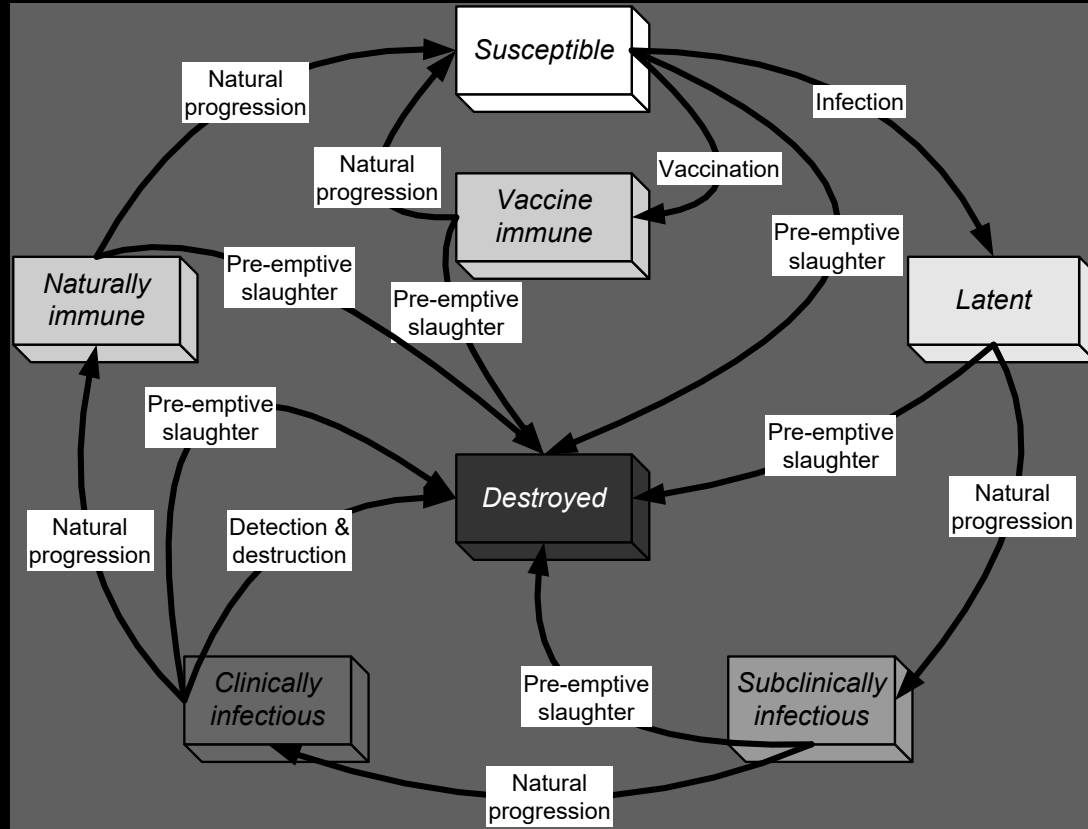 Susceptible
Natural
progression
Infection
Natural
progression
Vaccination
Vaccine
immune
Pre-emptive
slaughter
Pre-emptive
slaughter
Naturally
immune
Pre-emptive
slaughter
Latent
Pre-emptive
slaughter
Pre-emptive
slaughter
Destroyed
Natural
progression
Detection &
destruction
Natural
progression
Clinically
infectious
Pre-emptive
slaughter
Subclinically
infectious
Natural
progression